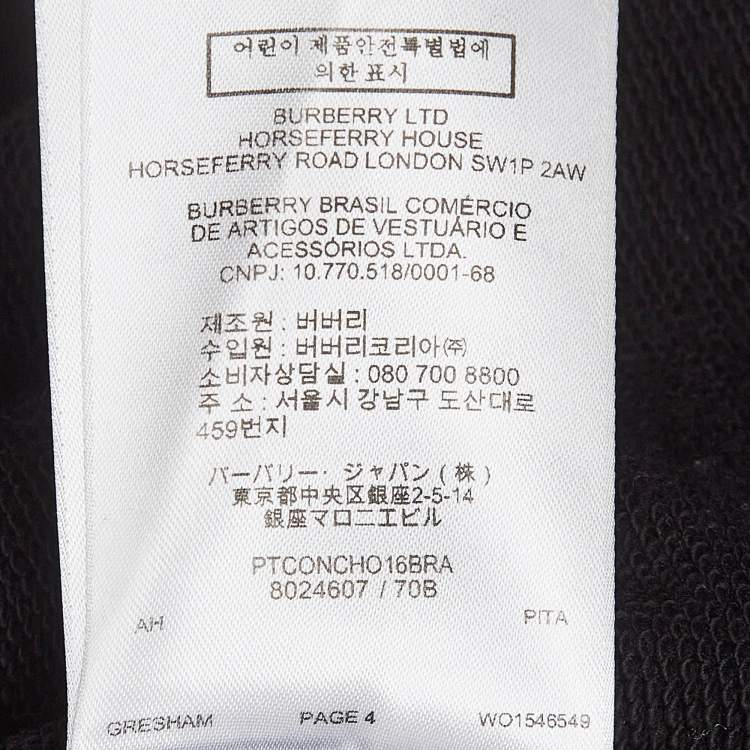 어린이 제품안전특별법에
의한 표시
BURBERRY LTD
HORSEFERRY HOUSE
HORSEFERRY ROAD LONDON SW1P 2AW
BURBERRY BRASIL COMÉRCIO
DE ARTIGOS DE VESTUÁRIO E
ACESSÓRIOS LTDA.
CNPJ: 10.770.518/0001-68
제조원 : 버버리
수입원 : 버버리코리아㈜
소비자상담실 : 080 700 8800
주 소 : 서울시 강남구 도산대로
459번지
バーバリー・ジャパン ( 株 )
東京都中央区銀座2-5-14
銀座マロニエビル
PTCONCHO16BRA
8024607 / 70B
AH PITA
GRESHAM PAGE 4 WO1546549